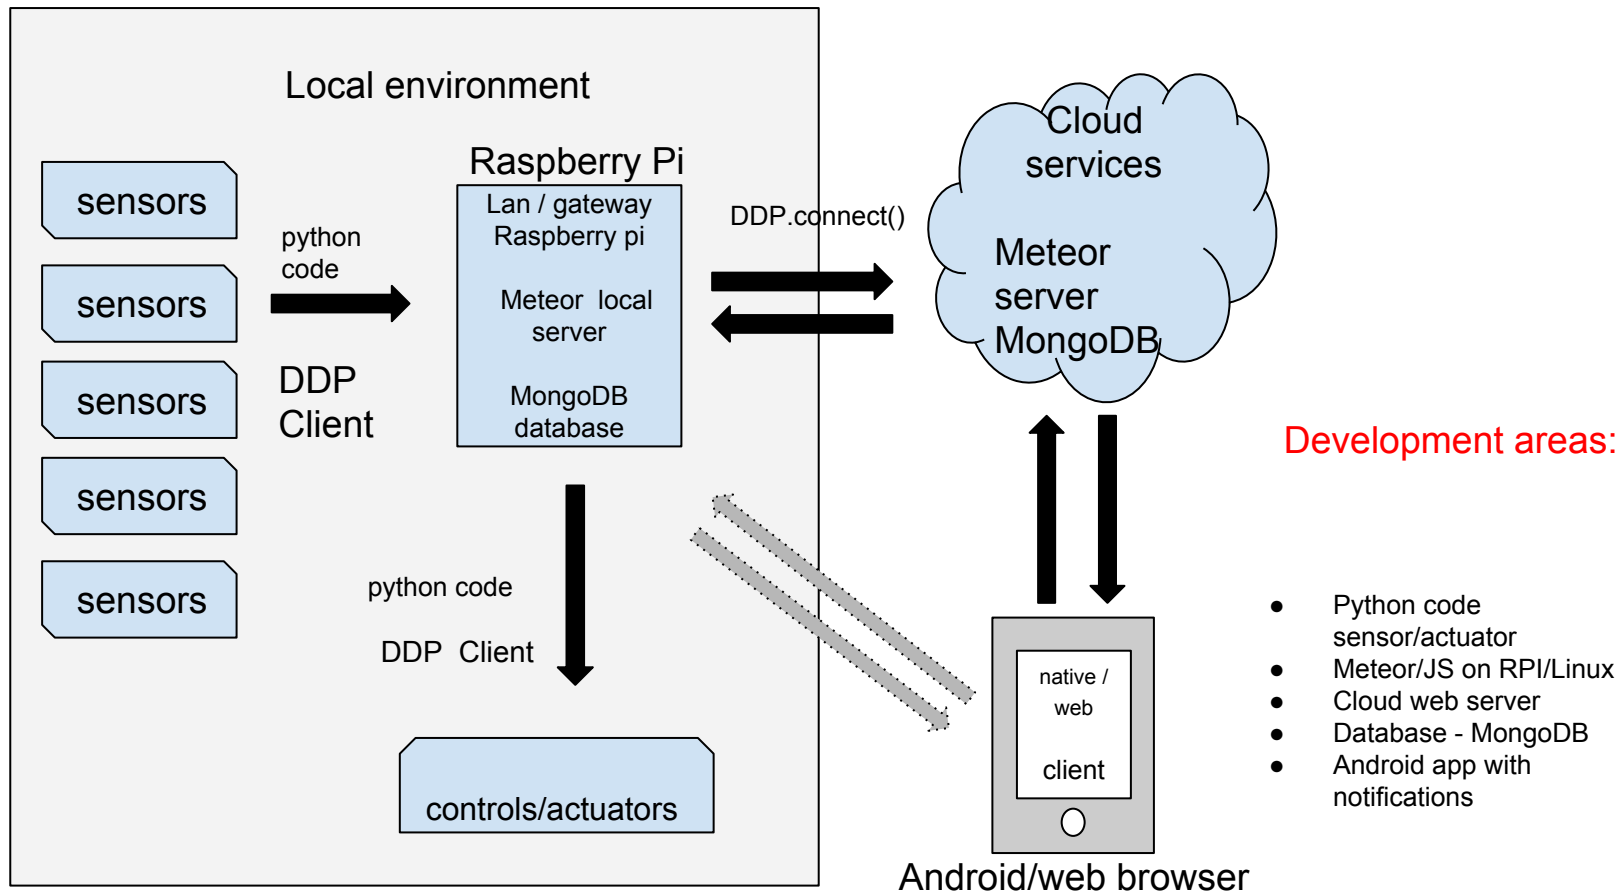 Local environment
sensors
sensors
sensors
sensors
sensors
python
code
DDP
Client
Raspberry Pi
Lan / gateway
Raspberry pi
Meteor local
server
MongoDB
database
python code
DDP Client
controls/actuators
DDP.connect()
Cloud
services
Meteor
server
MongoDB
native /
web
client
Android/web browser
Development areas:
● Python code
sensor/actuator
● Meteor/JS on RPI/Linux
● Cloud web server
● Database - MongoDB
● Android app with
notifications